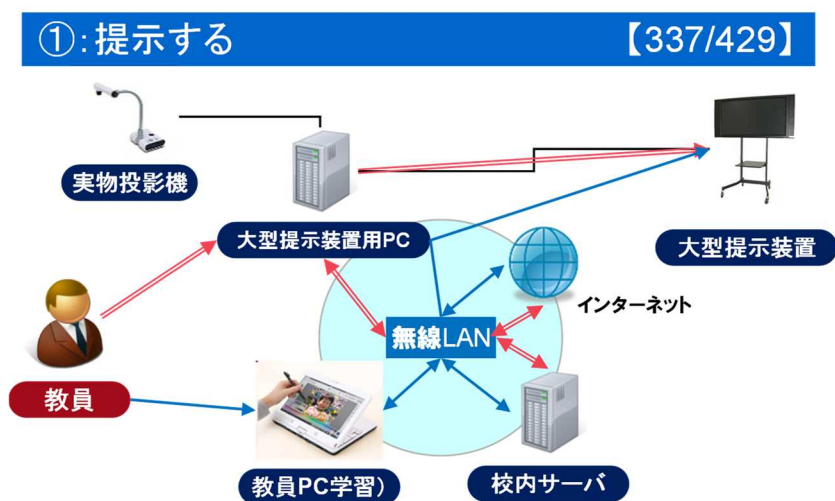 ①:提示する 【337/429】
実物投影機
大型提示装置用PC
大型提示装置
インターネット
無線LAN
教員
教員PC学習)
校内サーバ